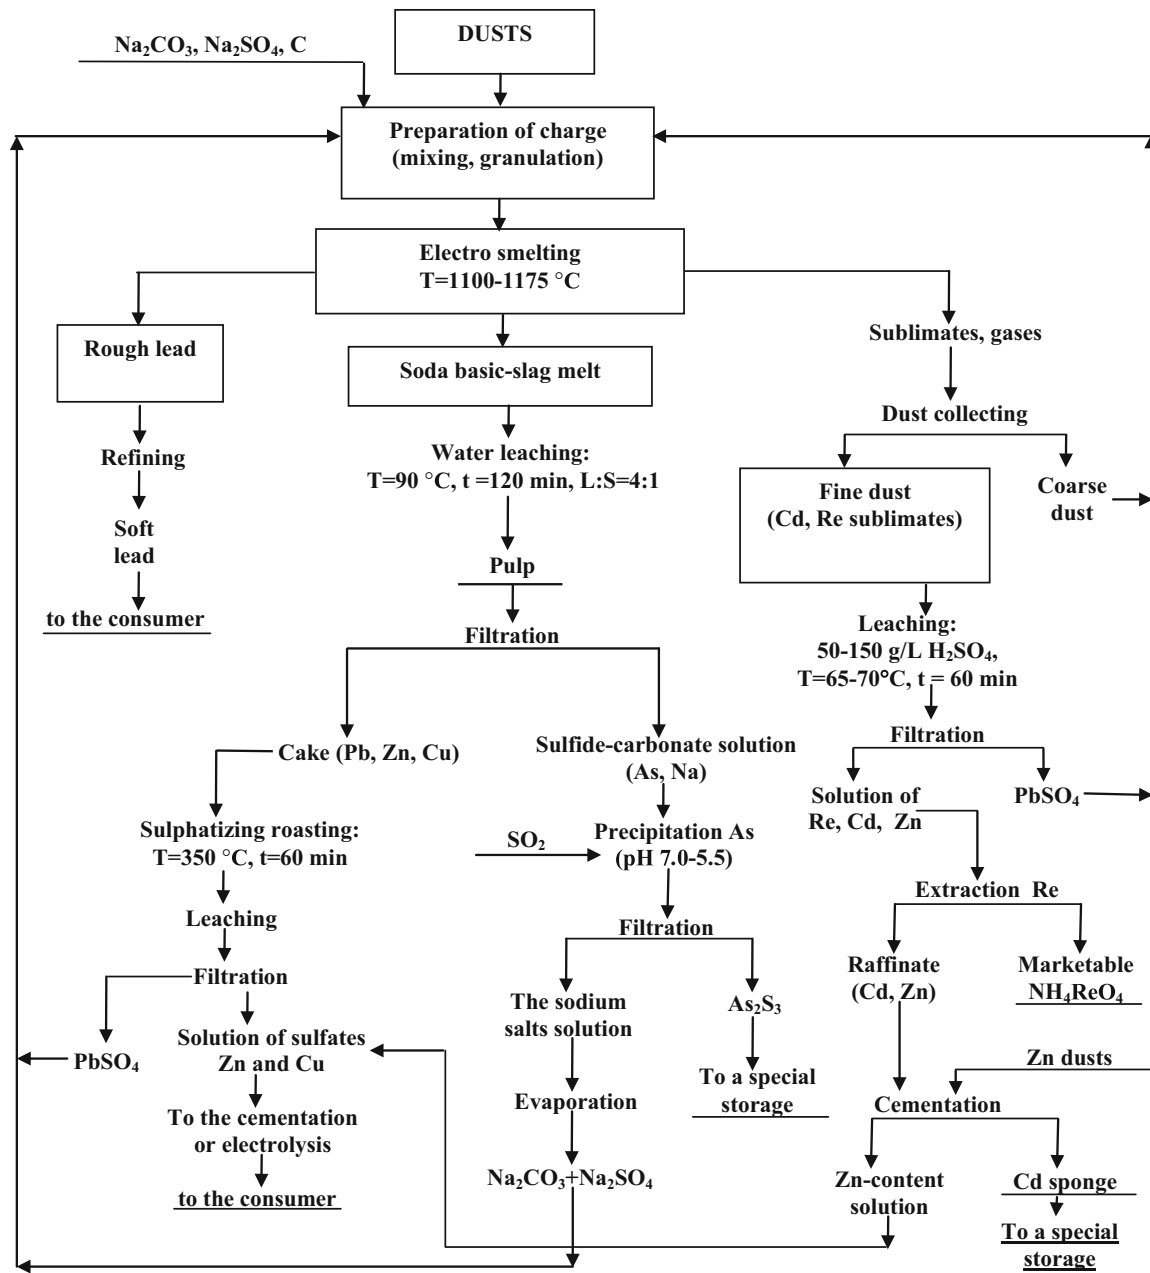 DUSTS
Na₂CO₃, Na₂SO₄, C
Preparation of charge
(mixing, granulation)
Electro smelting
T=1100-1175 °C
Rough lead
Soda basic-slag melt
Sublimates, gases
Dust collecting
Refining
Water leaching:
T=90 °C, t =120 min, L:S=4:1
Fine dust
(Cd, Re sublimates)
Coarse
dust
Soft
lead
Pulp
to the consumer
Filtration
Leaching:
50-150 g/L H₂SO₄,
T=65-70°C, t = 60 min
Filtration
Cake (Pb, Zn, Cu)
Sulfide-carbonate solution
(As, Na)
Solution of
Re, Cd, Zn
PbSO₄
Sulphatizing roasting:
T=350 °C, t=60 min
SO₂
Precipitation As
(pH 7.0-5.5)
Extraction Re
Leaching
Filtration
Raffinate
(Cd, Zn)
Marketable
NH₄ReO₄
Filtration
The sodium
salts solution
As₂S₃
PbSO₄
Solution of sulfates
Zn and Cu
Zn dusts
To a special
storage
Evaporation
Cementation
To the cementation
or electrolysis
Na₂CO₃+Na₂SO₄
Zn-content
solution
Cd sponge
to the consumer
To a special
storage